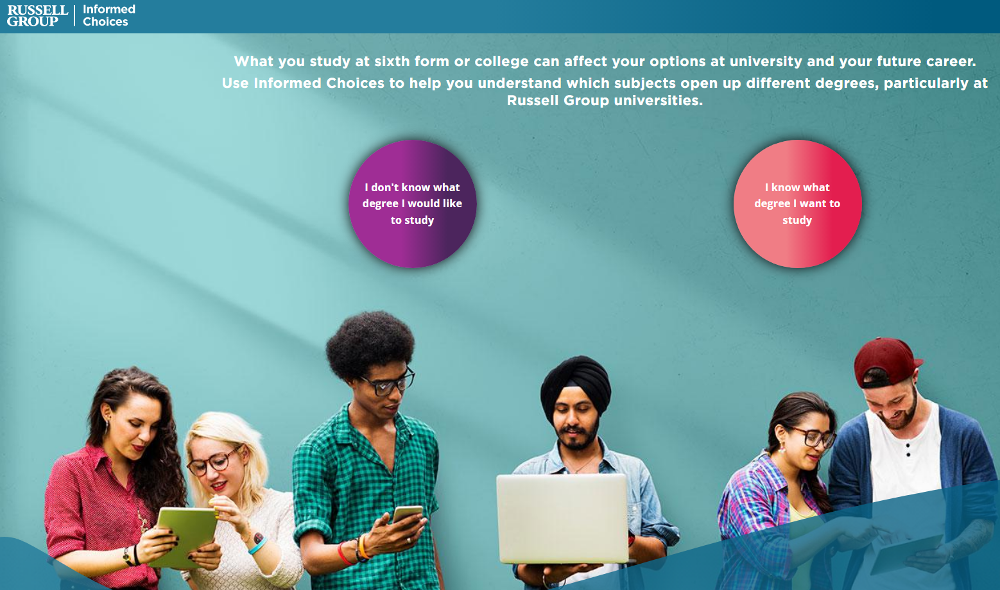 RUSSELL GROUP
Informed Choices
What you study at sixth form or college can affect your options at university and your future career.
Use Informed Choices to help you understand which subjects open up different degrees, particularly at
Russell Group universities.
I don't know what
degree I would like
to study
I know what
degree I want to
study